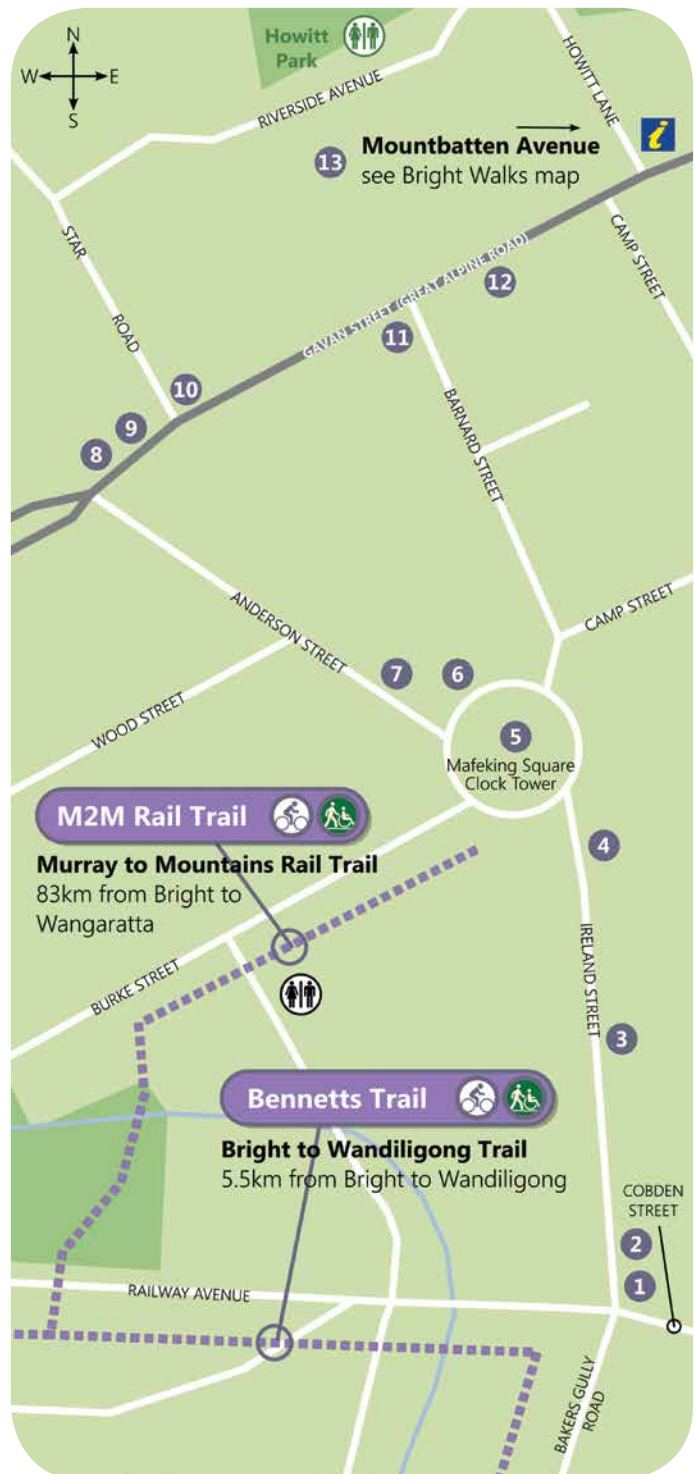 N
W E
S
Howitt
Park
RIVERSIDE AVENUE
HOWITT LANE
i
13
Mountbatten Avenue
see Bright Walks map
STAR
ROAD
CAMP STREET
GAVAN STREET (GREAT ALPINE ROAD)
12
11
10
9
8
BARNARD STREET
ANDERSON STREET
CAMP STREET
7
6
WOOD STREET
5
Mafeking Square
Clock Tower
M2M Rail Trail
4
Murray to Mountains Rail Trail
83km from Bright to
Wangaratta
BURKE STREET
IRELAND STREET
3
Bennetts Trail
Bright to Wandiligong Trail
5.5km from Bright to Wandiligong
COBDEN
STREET
2
1
RAILWAY AVENUE
BAKERS GULLY
ROAD